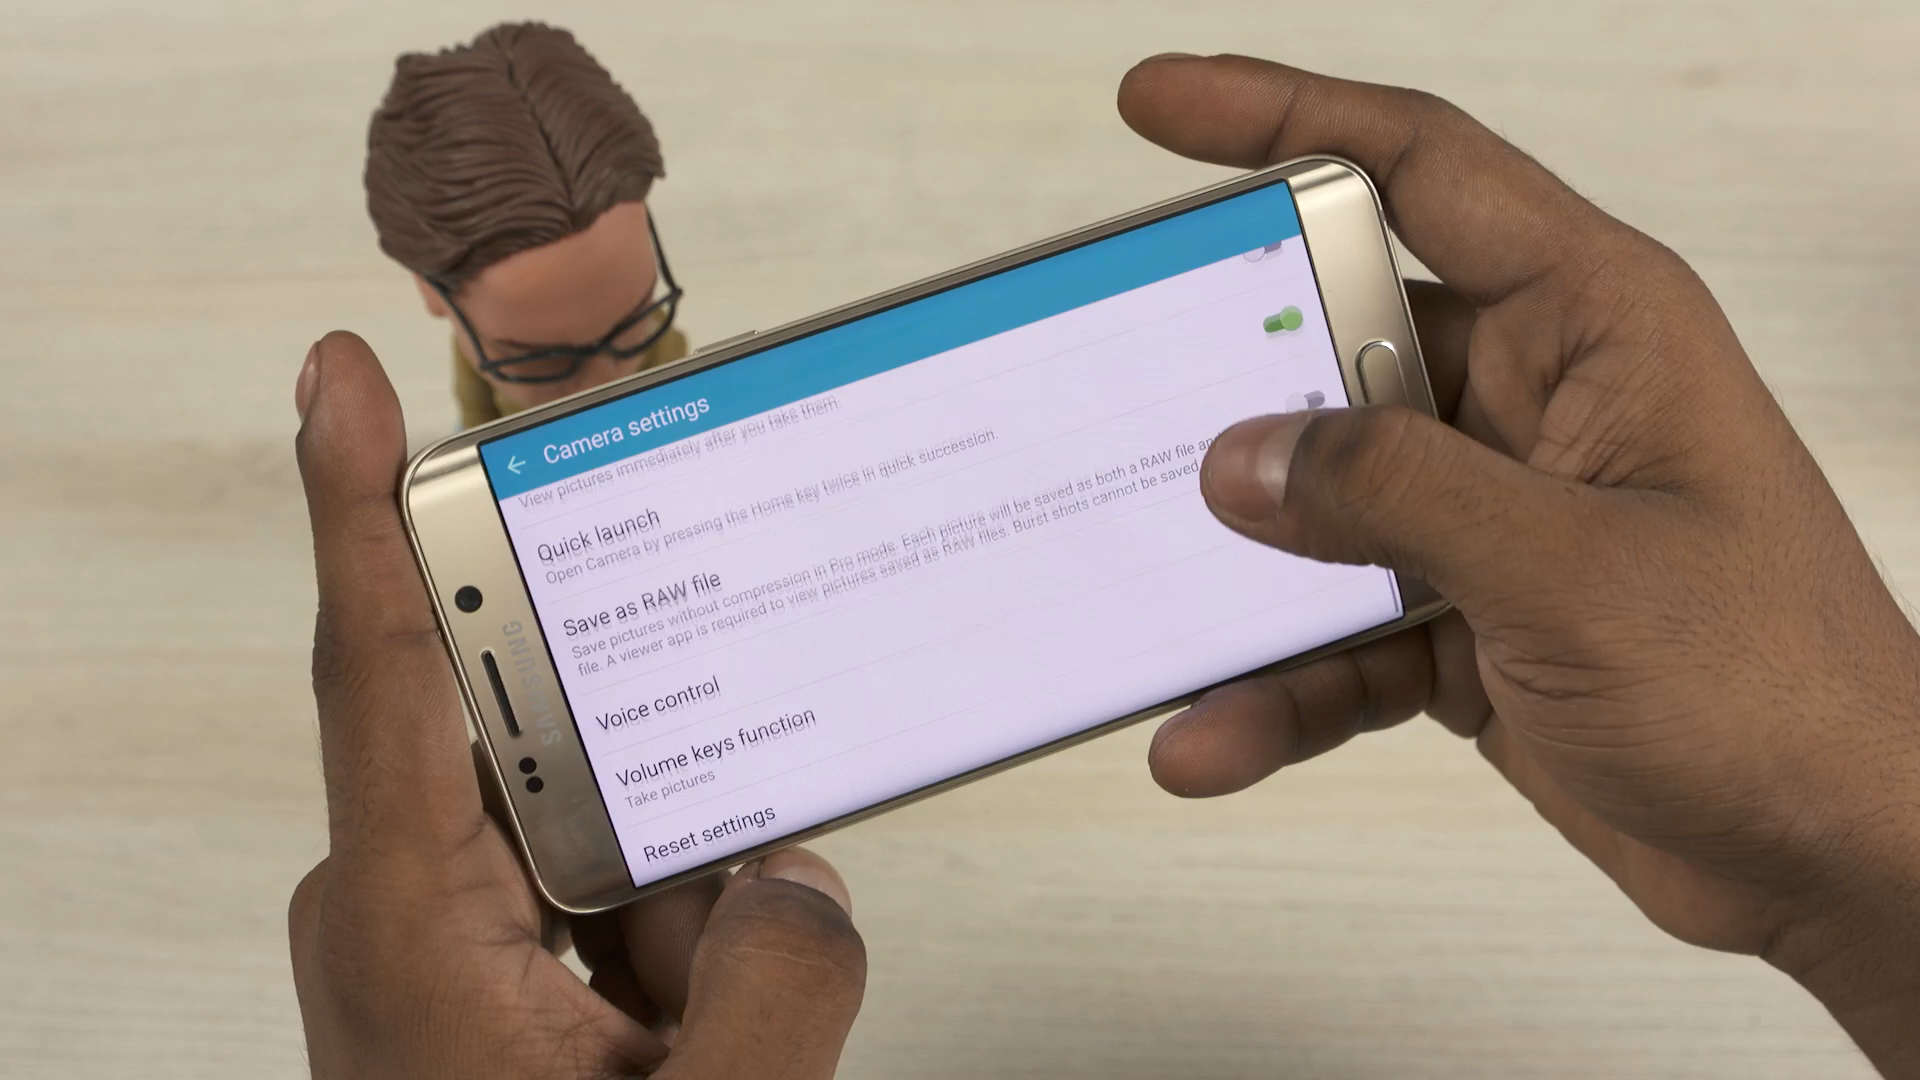 Camera settings
View pictures immediately after you take them.
Quick launch
Open Camera by pressing the Home key twice in quick succession.
Save as RAW file
Save pictures without compression in Pro mode. Each picture will be saved as both a RAW file and
file. A viewer app is required to view pictures saved as RAW files. Burst shots cannot be saved
Voice control
Volume keys function
Take pictures
Reset settings
SAMSUNG